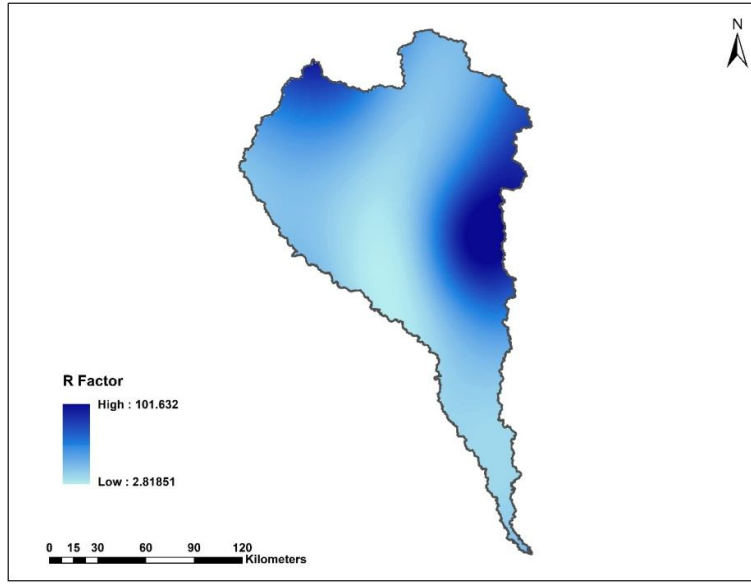 N
R Factor
High : 101.632
Low : 2.81851
0 15 30 60 90 120
Kilometers